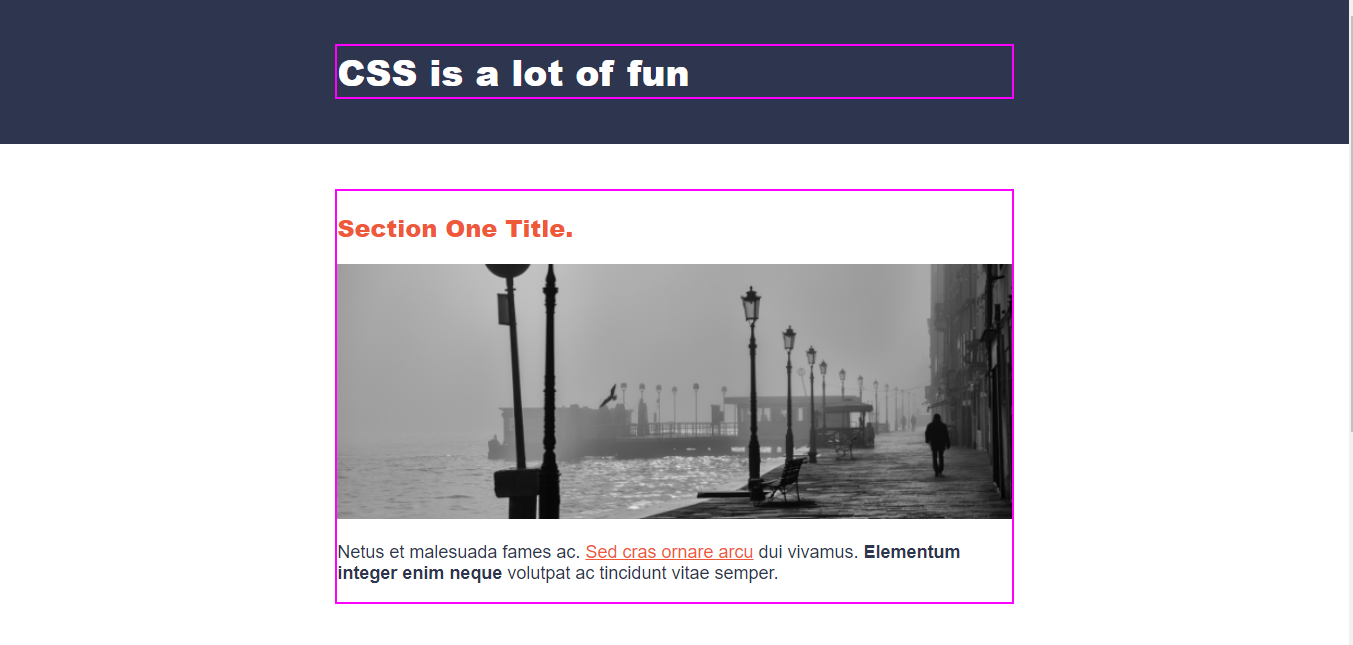 CSS is a lot of fun
Section One Title.
Netus et malesuada fames ac. Sed cras ornare arcu dui vivamus. Elementum
integer enim neque volutpat ac tincidunt vitae semper.